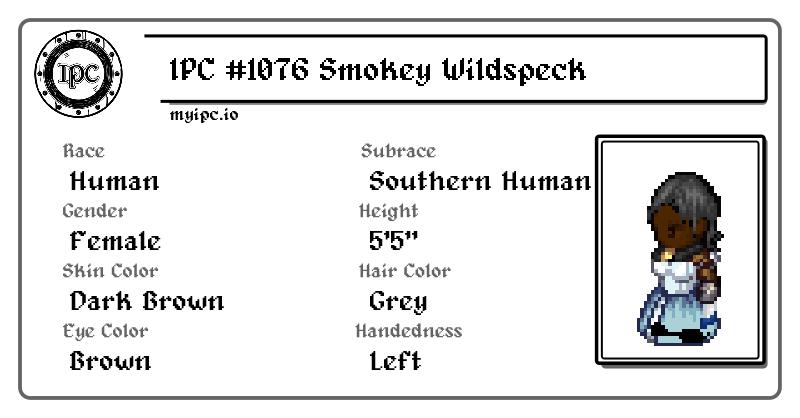 IPC
IPC #1076 Smokey Wildspeck
myipc.io
Race
Human
Subrace
Southern Human
Gender
Female
Height
5'5"
Skin Color
Dark Brown
Hair Color
Grey
Eye Color
Brown
Handedness
Left